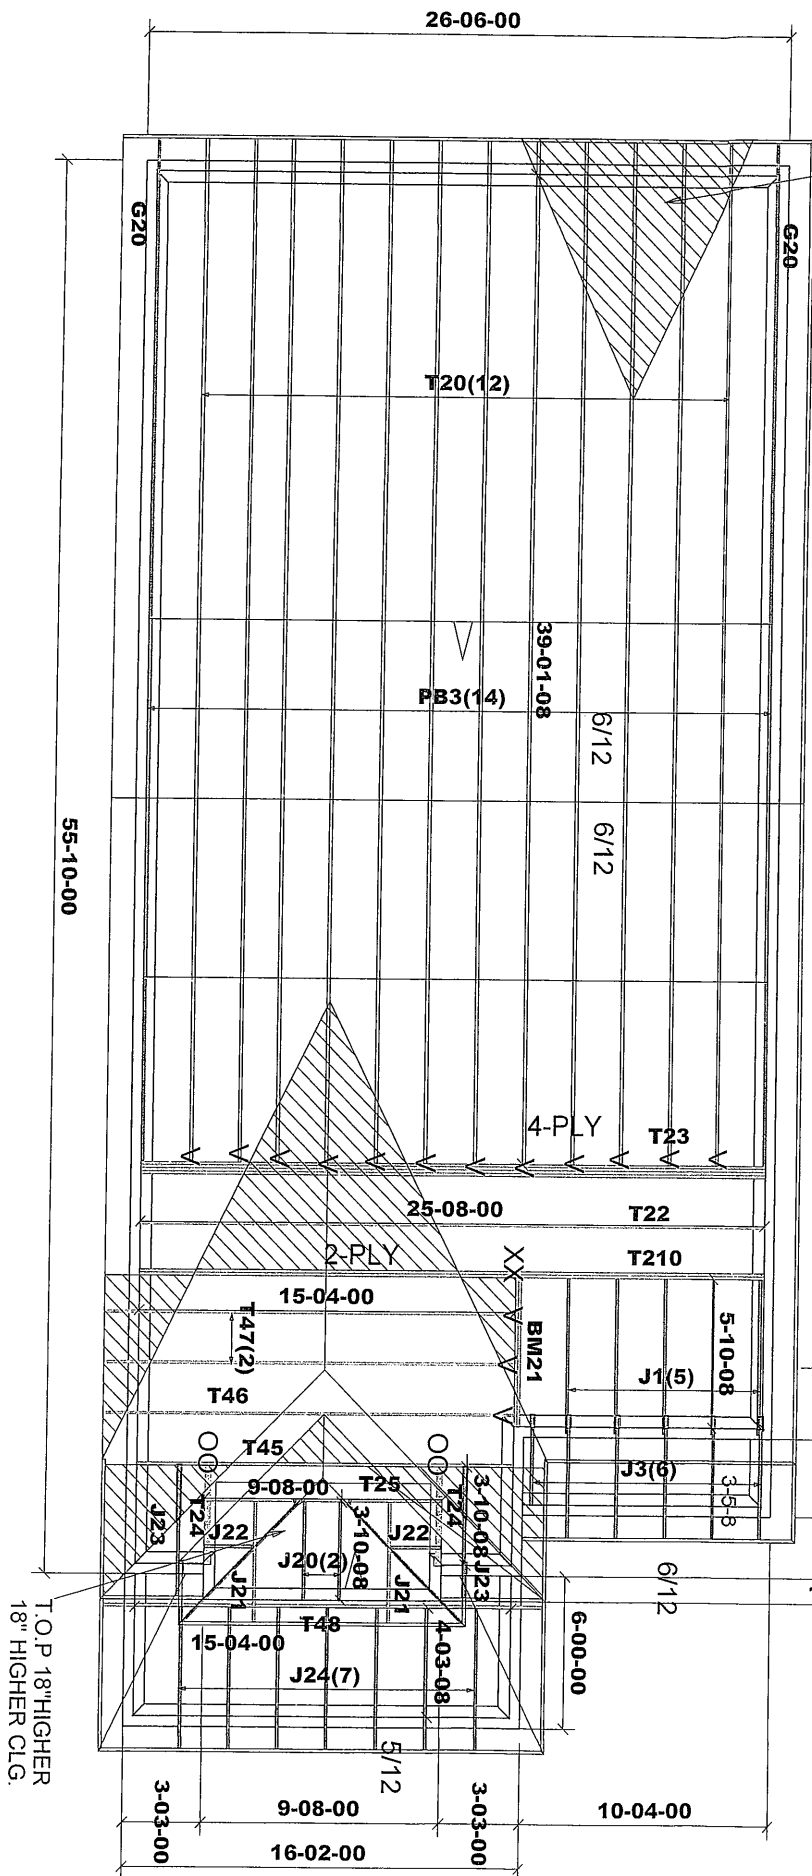 26-06-00
G20
G20
T20(12)
39-01-08
PB3(14)
6/12
6/12
55-10-00
4-PLY
T23
25-08-00
T22
2-PLY
T210
XX
15-04-00
T47(2)
BM21
5-10-08
J1(5)
T46
T45
OO
OO
J3(6)
3-5-8
9-08-00
T25
3-10-08
T24
T24
J23
J22
J22
3-10-08
J20(2)
J23
J21
J21
6/12
T48
15-04-00
4-03-08
6-00-00
J24(7)
T.O.P 18"HIGHER
18" HIGHER CLG.
5/12
3-03-00
9-08-00
3-03-00
10-04-00
16-02-00